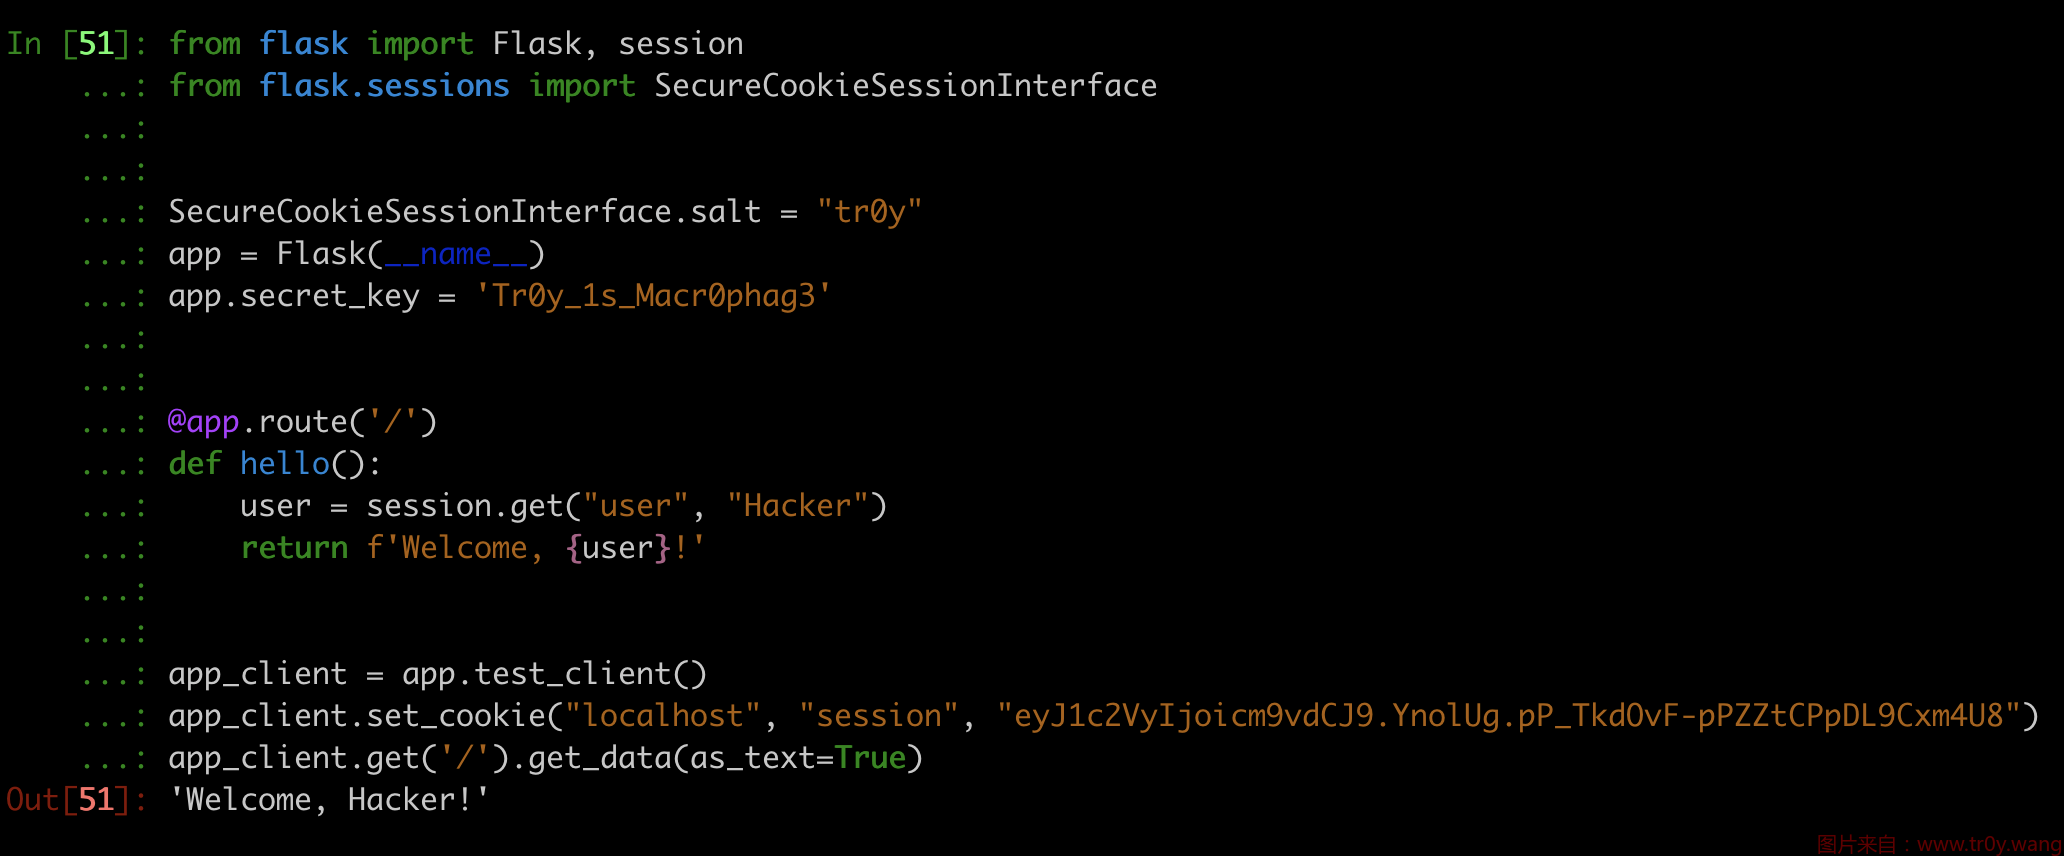 In [51]: from flask import Flask, session
    ...: from flask.sessions import SecureCookieSessionInterface
    ...:
    ...:
    ...: SecureCookieSessionInterface.salt = "tr0y"
    ...: app = Flask(__name__)
    ...: app.secret_key = 'Tr0y_1s_Macr0phag3'
    ...:
    ...:
    ...: @app.route('/')
    ...: def hello():
    ...:     user = session.get("user", "Hacker")
    ...:     return f'Welcome, {user}!'
    ...:
    ...:
    ...: app_client = app.test_client()
    ...: app_client.set_cookie("localhost", "session", "eyJ1c2VyIjoicm9vdCJ9.YnolUg.pP_TkdOvF-pPZZtCPpDL9Cxm4U8")
    ...: app_client.get('/').get_data(as_text=True)
Out[51]: 'Welcome, Hacker!'
图片来自：www.tr0y.wang